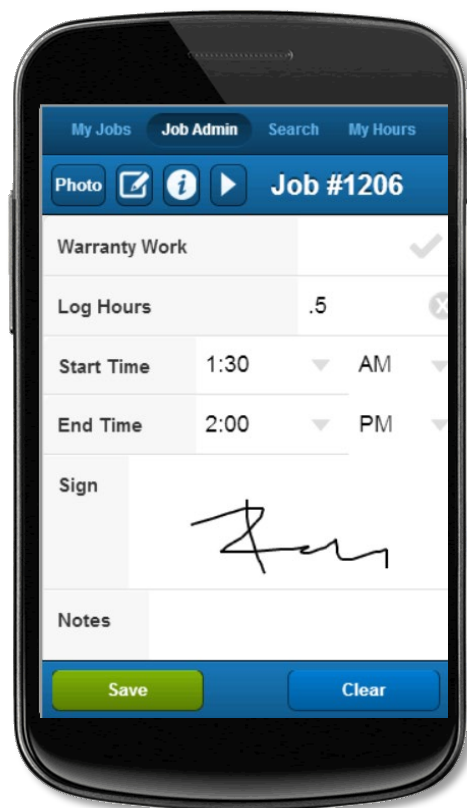 My Jobs Job Admin Search My Hours
Photo Job #1206
Warranty Work
Log Hours .5
Start Time 1:30 AM
End Time 2:00 PM
Sign
Notes
Save Clear